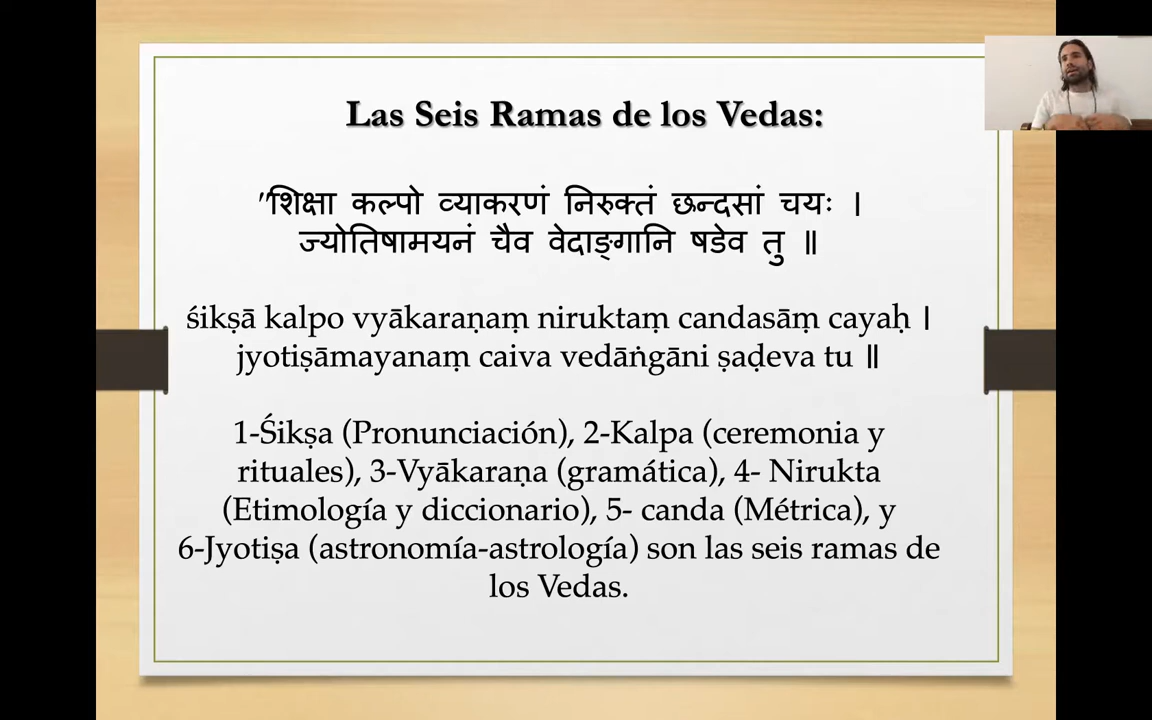 Las Seis Ramas de los Vedas:
"शिक्षा कल्पो व्याकरणं निरुक्तं छन्दसां चयः ।
ज्योतिषामयनं चैव वेदाङ्गानि षडेव तु ॥
śikṣā kalpo vyākaraṇaṃ niruktaṃ candasāṃ cayaḥ ।
jyotiṣāmayanaṃ caiva vedāṅgāni ṣaḍeva tu ॥
1-Śikṣa (Pronunciación), 2-Kalpa (ceremonia y
rituales), 3-Vyākaraṇa (gramática), 4- Nirukta
(Etimología y diccionario), 5- canda (Métrica), y
6-Jyotiṣa (astronomía-astrología) son las seis ramas de
los Vedas.